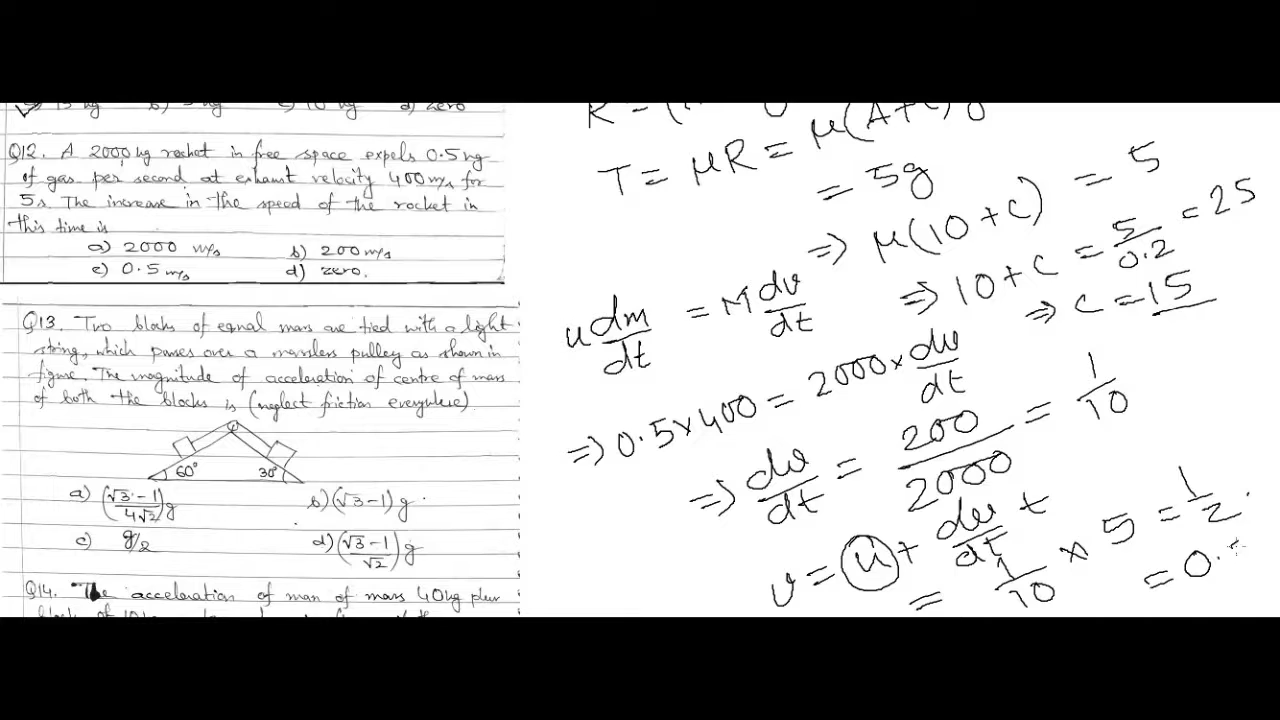 b) 5 kg c) 10 kg d) zero
Q12. A 2000 kg rocket in free space expels 0.5 kg
of gas per second at exhaust velocity 400 m/s for
5s. The increase in the speed of the rocket in
this time is
a) 2000 m/s b) 200 m/s
c) 0.5 m/s d) zero.
Q13. Two blocks of equal mass are tied with a light
string, which passes over a massless pulley as shown in
figure. The magnitude of acceleration of centre of mass
of both the blocks is (neglect friction everywhere).
60° 30°
a) (√3-1/4√2)g b) (√3-1)g.
c) g/2 d) (√3-1/√2)g
Q14. The acceleration of man of mass 40kg plus
T = μR = μ(A+C)g
= 5g
=> μ(10+C) = 5
=> 10+C = 5/0.2 = 25
=> C = 15
u dm/dt = M dv/dt
=> 0.5×400 = 2000× dv/dt
=> dv/dt = 200/2000 = 1/10
v = u + dv/dt t
= 1/10 × 5 = 1/2.
= 0.